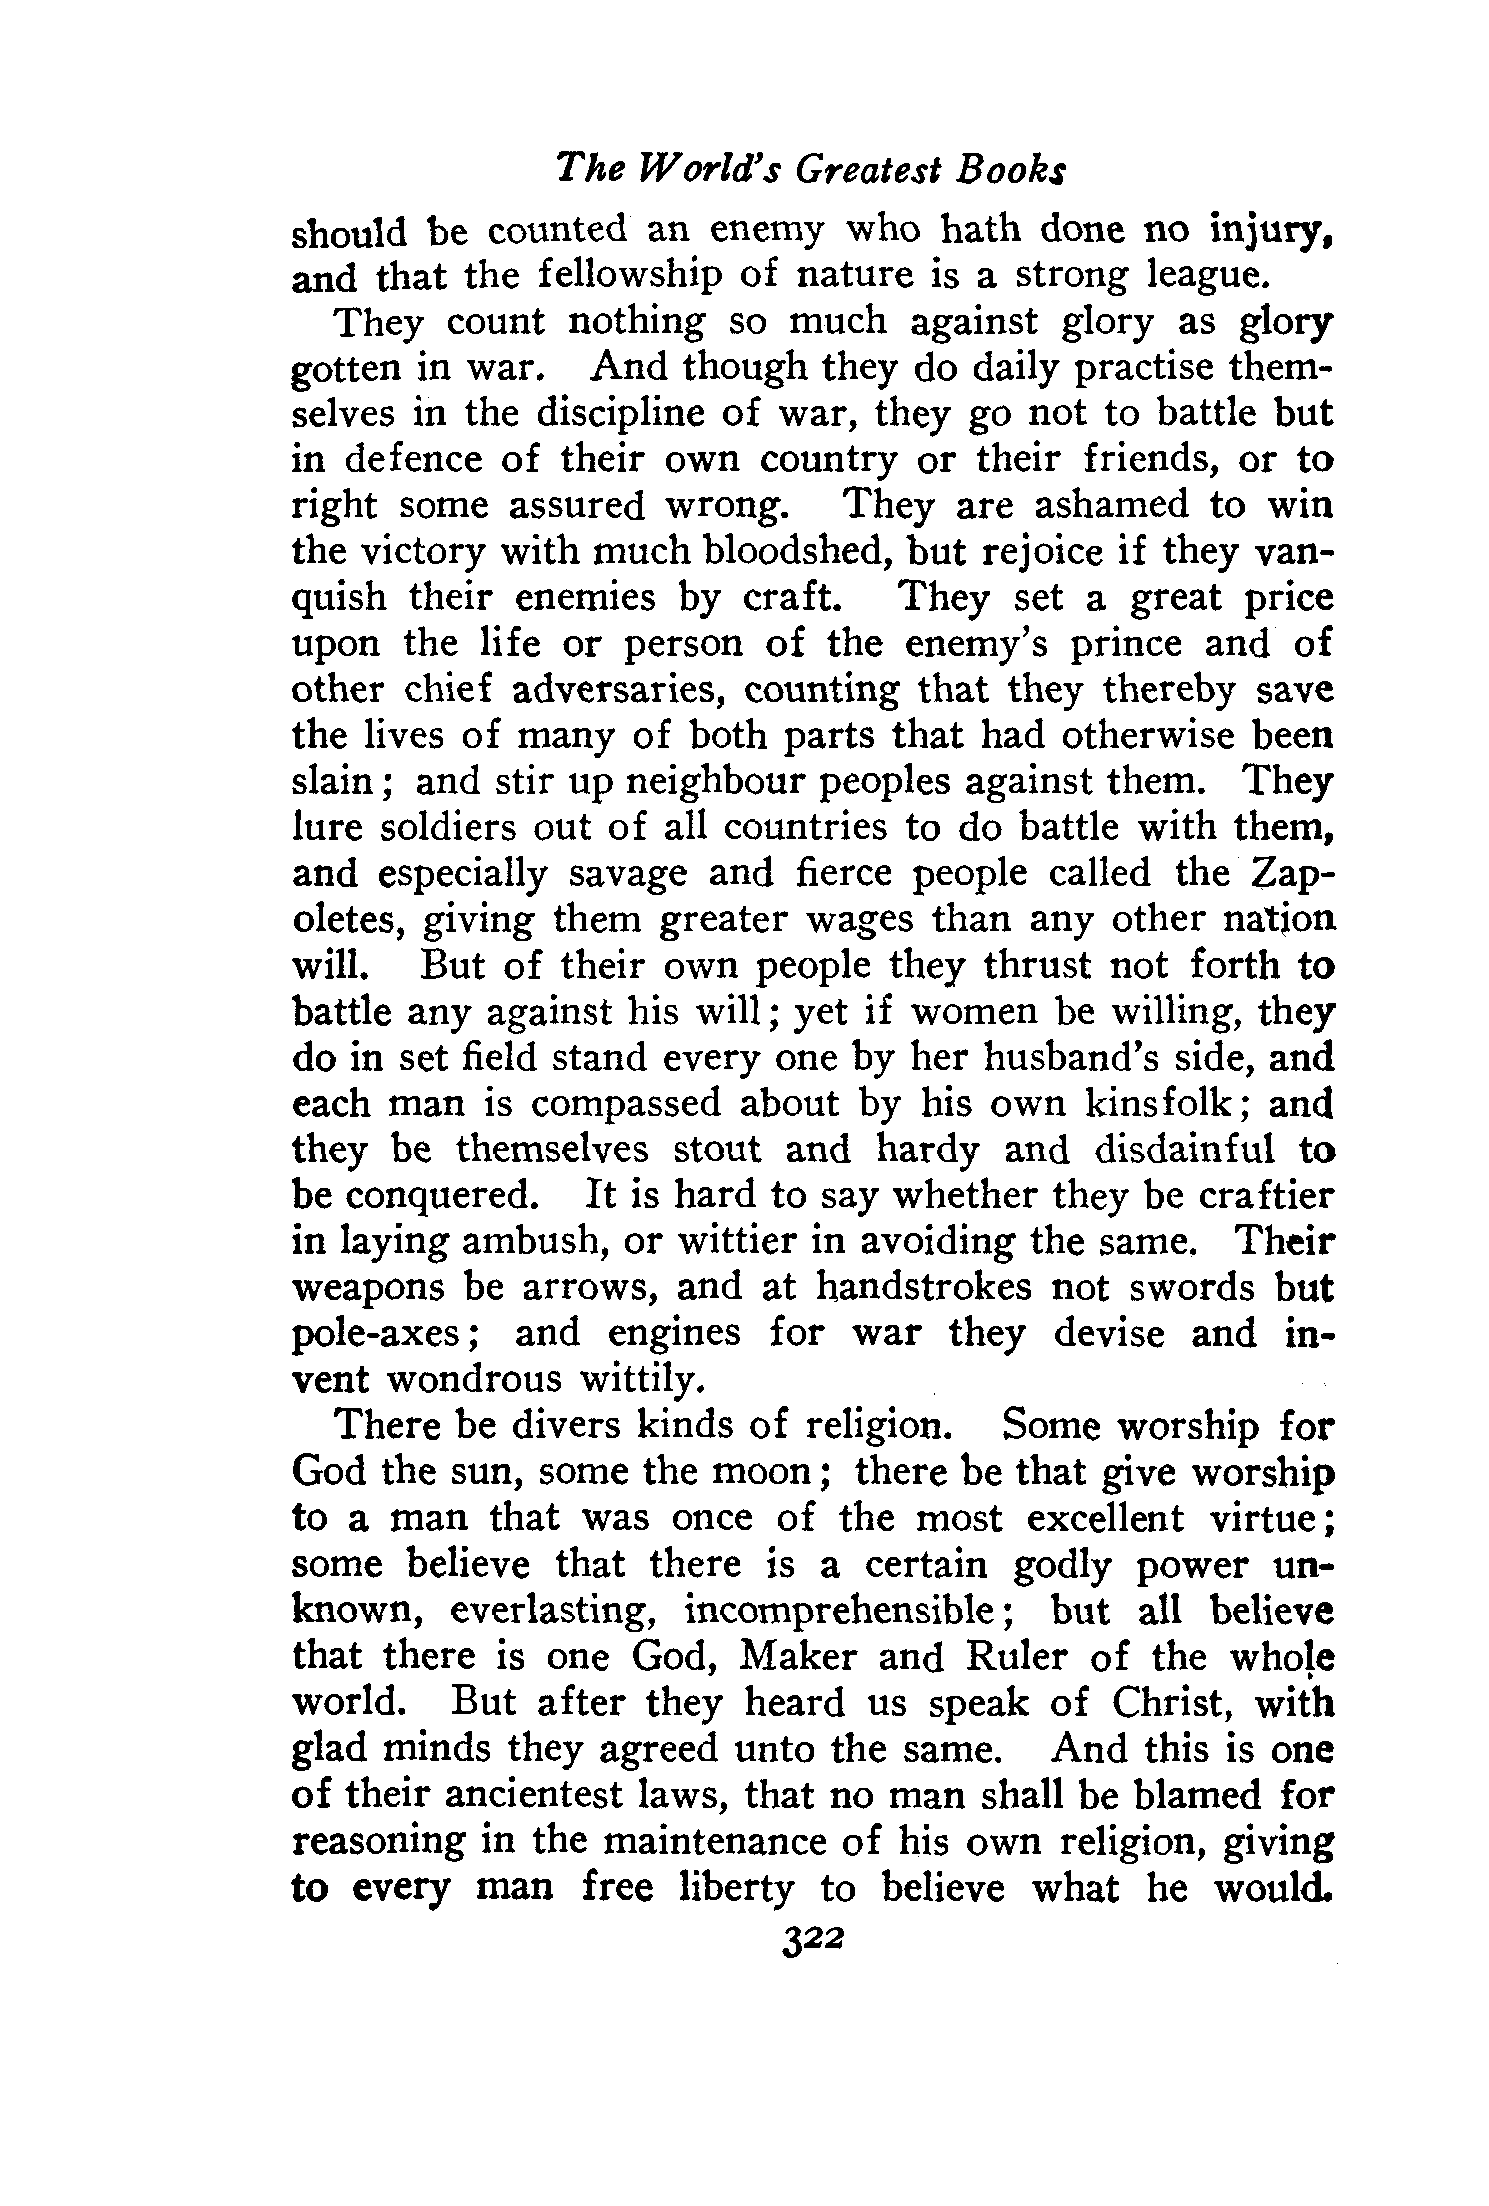 The World's Greatest Books
should be counted an enemy who hath done no injury,
and that the fellowship of nature is a strong league.
They count nothing so much against glory as glory
gotten in war. And though they do daily practise them-
selves in the discipline of war, they go not to battle but
in defence of their own country or their friends, or to
right some assured wrong. They are ashamed to win
the victory with much bloodshed, but rejoice if they van-
quish their enemies by craft. They set a great price
upon the life or person of the enemy's prince and of
other chief adversaries, counting that they thereby save
the lives of many of both parts that had otherwise been
slain; and stir up neighbour peoples against them. They
lure soldiers out of all countries to do battle with them,
and especially savage and fierce people called the Zap-
oletes, giving them greater wages than any other nation
will. But of their own people they thrust not forth to
battle any against his will; yet if women be willing, they
do in set field stand every one by her husband's side, and
each man is compassed about by his own kinsfolk; and
they be themselves stout and hardy and disdainful to
be conquered. It is hard to say whether they be craftier
in laying ambush, or wittier in avoiding the same. Their
weapons be arrows, and at handstrokes not swords but
pole-axes; and engines for war they devise and in-
vent wondrous wittily.
There be divers kinds of religion. Some worship for
God the sun, some the moon; there be that give worship
to a man that was once of the most excellent virtue;
some believe that there is a certain godly power un-
known, everlasting, incomprehensible; but all believe
that there is one God, Maker and Ruler of the whole
world. But after they heard us speak of Christ, with
glad minds they agreed unto the same. And this is one
of their ancientest laws, that no man shall be blamed for
reasoning in the maintenance of his own religion, giving
to every man free liberty to believe what he would.
322